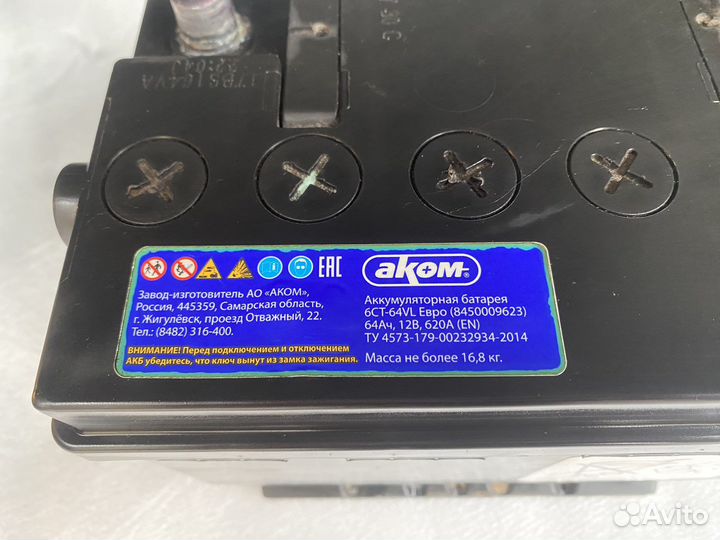 EAC
аком
Завод-изготовитель АО «АКОМ»,
Россия, 445359, Самарская область,
г. Жигулёвск, проезд Отважный, 22.
Тел.: (8482) 316-400.
ВНИМАНИЕ! Перед подключением и отключением
АКБ убедитесь, что ключ вынут из замка зажигания.
Аккумуляторная батарея
6СТ-64VL Евро (8450009623)
64Ач, 12В, 620А (EN)
ТУ 4573-179-00232934-2014
Масса не более 16,8 кг.
Avito